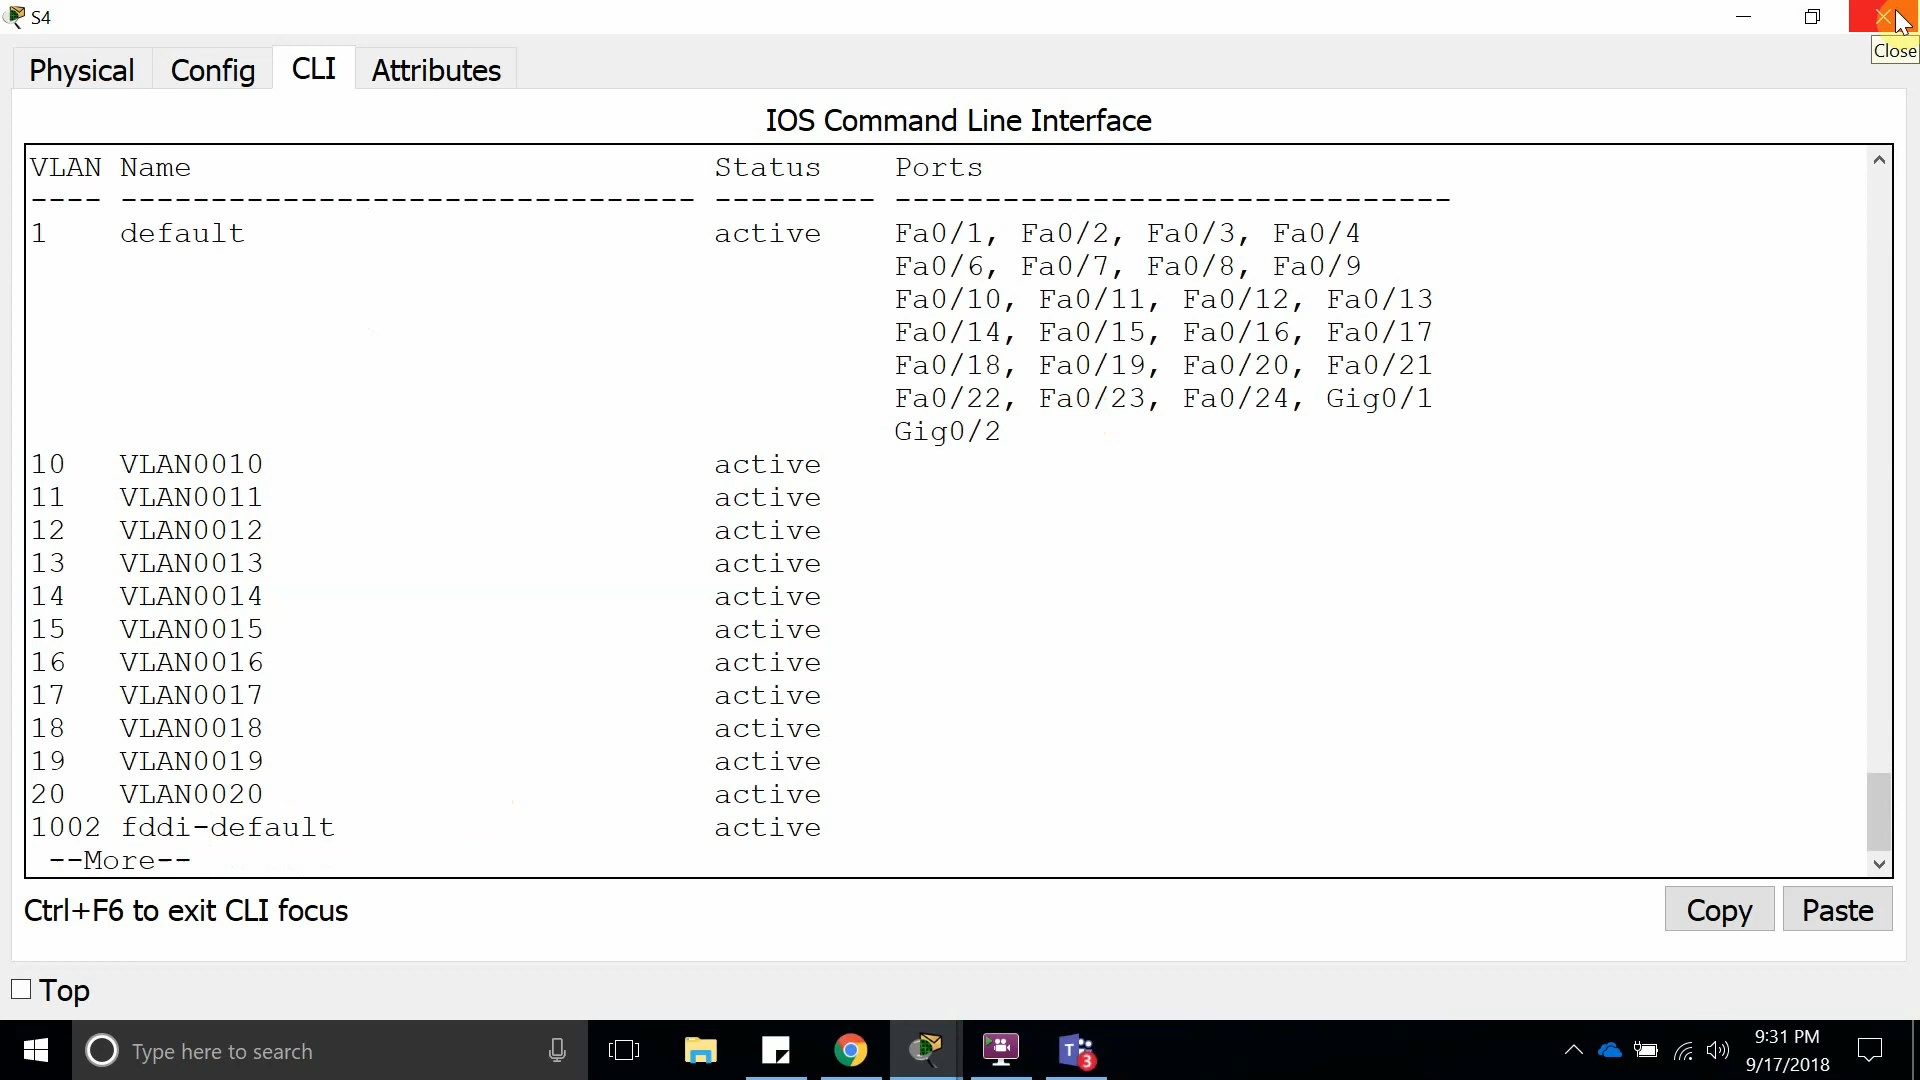 S4
Close
Physical Config CLI Attributes
IOS Command Line Interface
VLAN Name Status Ports
---- -------------------------------- --------- -------------------------------
1 default active Fa0/1, Fa0/2, Fa0/3, Fa0/4
Fa0/6, Fa0/7, Fa0/8, Fa0/9
Fa0/10, Fa0/11, Fa0/12, Fa0/13
Fa0/14, Fa0/15, Fa0/16, Fa0/17
Fa0/18, Fa0/19, Fa0/20, Fa0/21
Fa0/22, Fa0/23, Fa0/24, Gig0/1
Gig0/2
10 VLAN0010 active
11 VLAN0011 active
12 VLAN0012 active
13 VLAN0013 active
14 VLAN0014 active
15 VLAN0015 active
16 VLAN0016 active
17 VLAN0017 active
18 VLAN0018 active
19 VLAN0019 active
20 VLAN0020 active
1002 fddi-default active
--More--
Ctrl+F6 to exit CLI focus
Copy Paste
Top
Type here to search
T
3
9:31 PM
9/17/2018